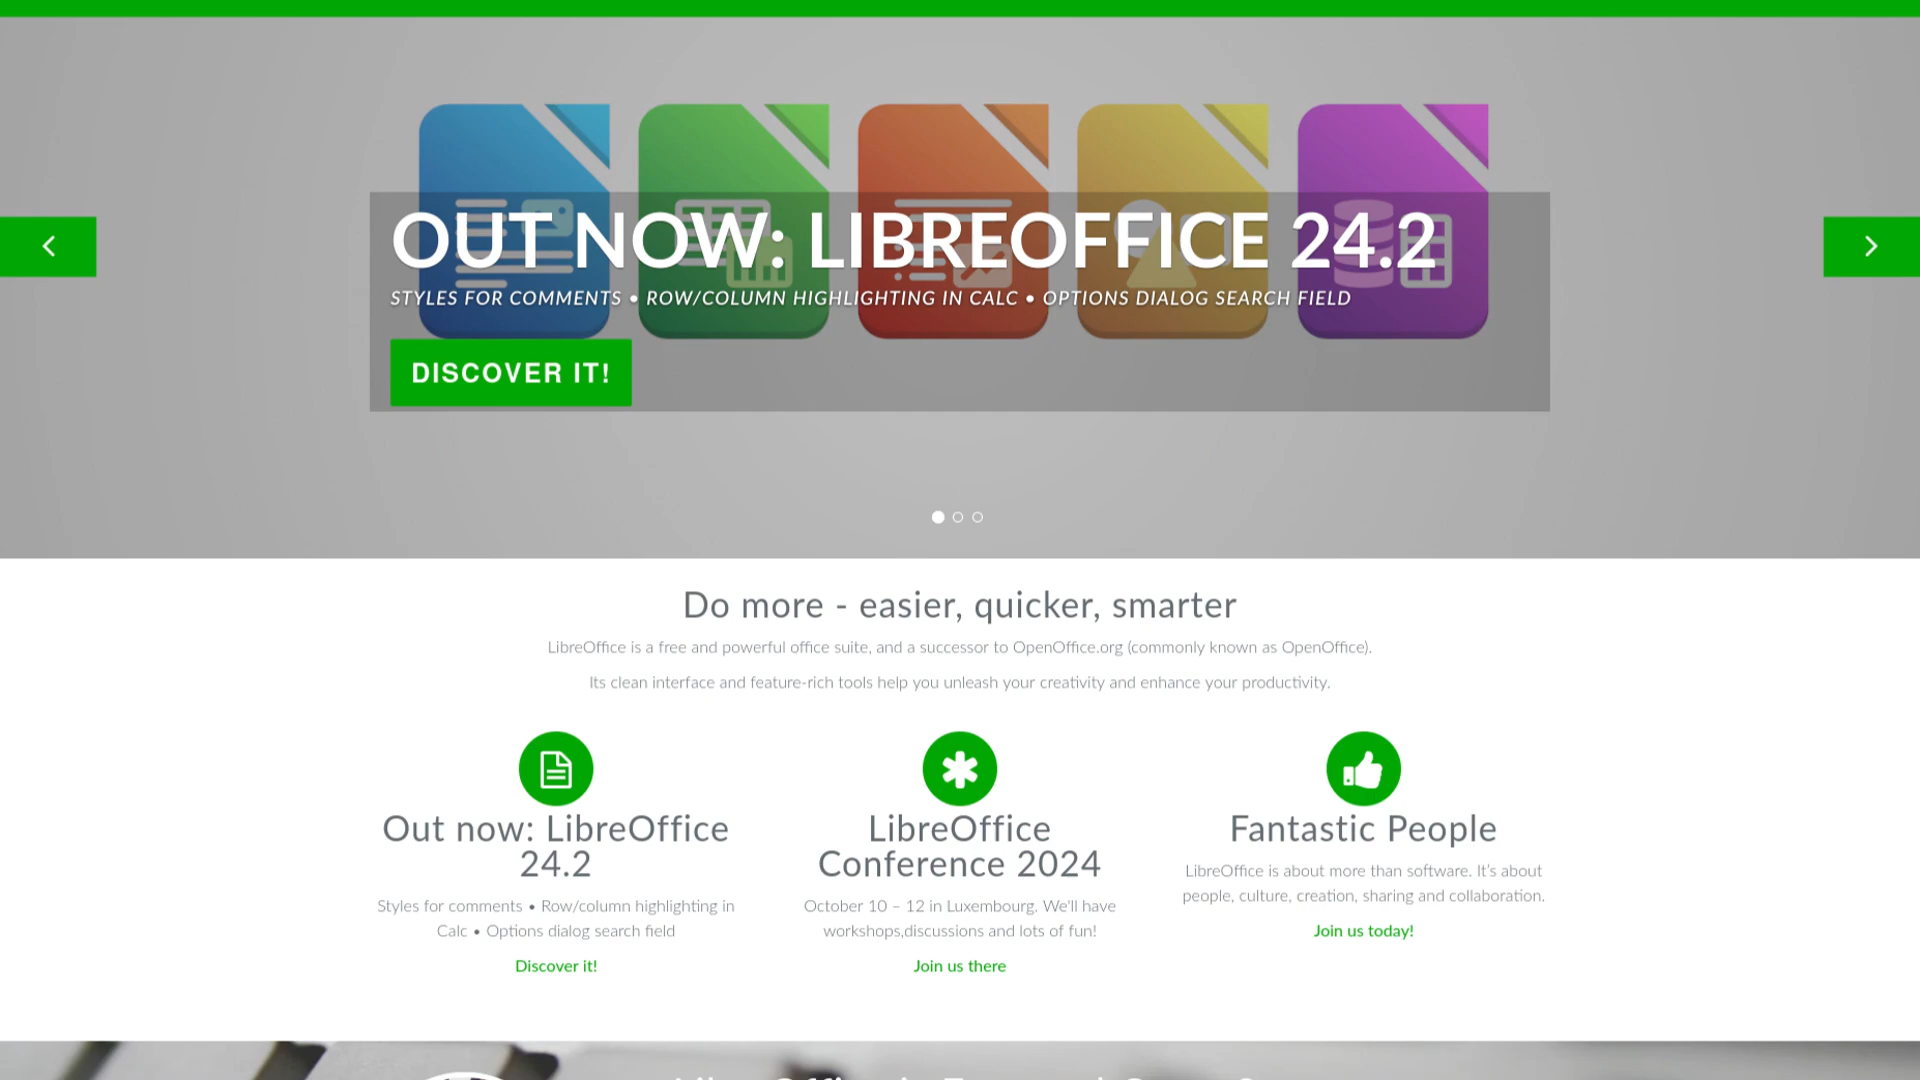 OUT NOW: LIBREOFFICE 24.2
STYLES FOR COMMENTS • ROW/COLUMN HIGHLIGHTING IN CALC • OPTIONS DIALOG SEARCH FIELD
DISCOVER IT!
Do more - easier, quicker, smarter
LibreOffice is a free and powerful office suite, and a successor to OpenOffice.org (commonly known as OpenOffice).
Its clean interface and feature-rich tools help you unleash your creativity and enhance your productivity.
Out now: LibreOffice
24.2
Styles for comments • Row/column highlighting in
Calc • Options dialog search field
Discover it!
LibreOffice
Conference 2024
October 10 – 12 in Luxembourg. We'll have
workshops,discussions and lots of fun!
Join us there
Fantastic People
LibreOffice is about more than software. It’s about
people, culture, creation, sharing and collaboration.
Join us today!